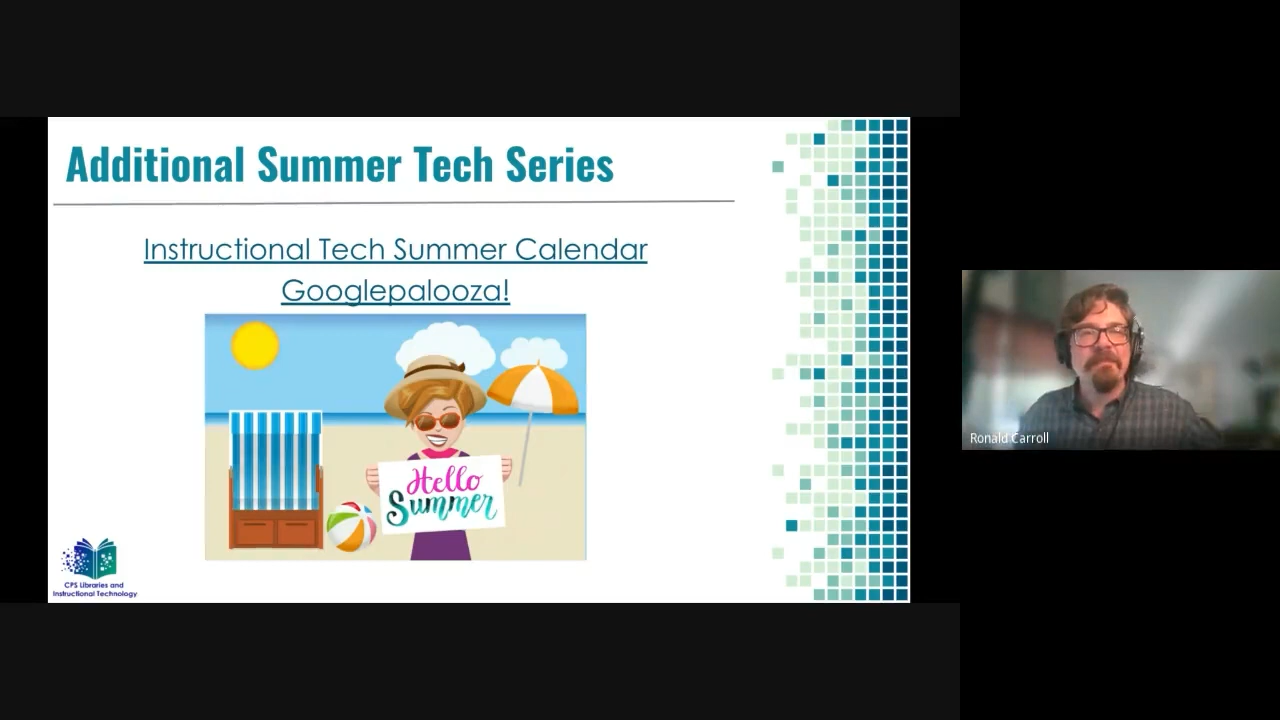 Additional Summer Tech Series
Instructional Tech Summer Calendar
Googlepalooza!
Hello
Summer
CPS Libraries and
Instructional Technology
Ronald Carroll